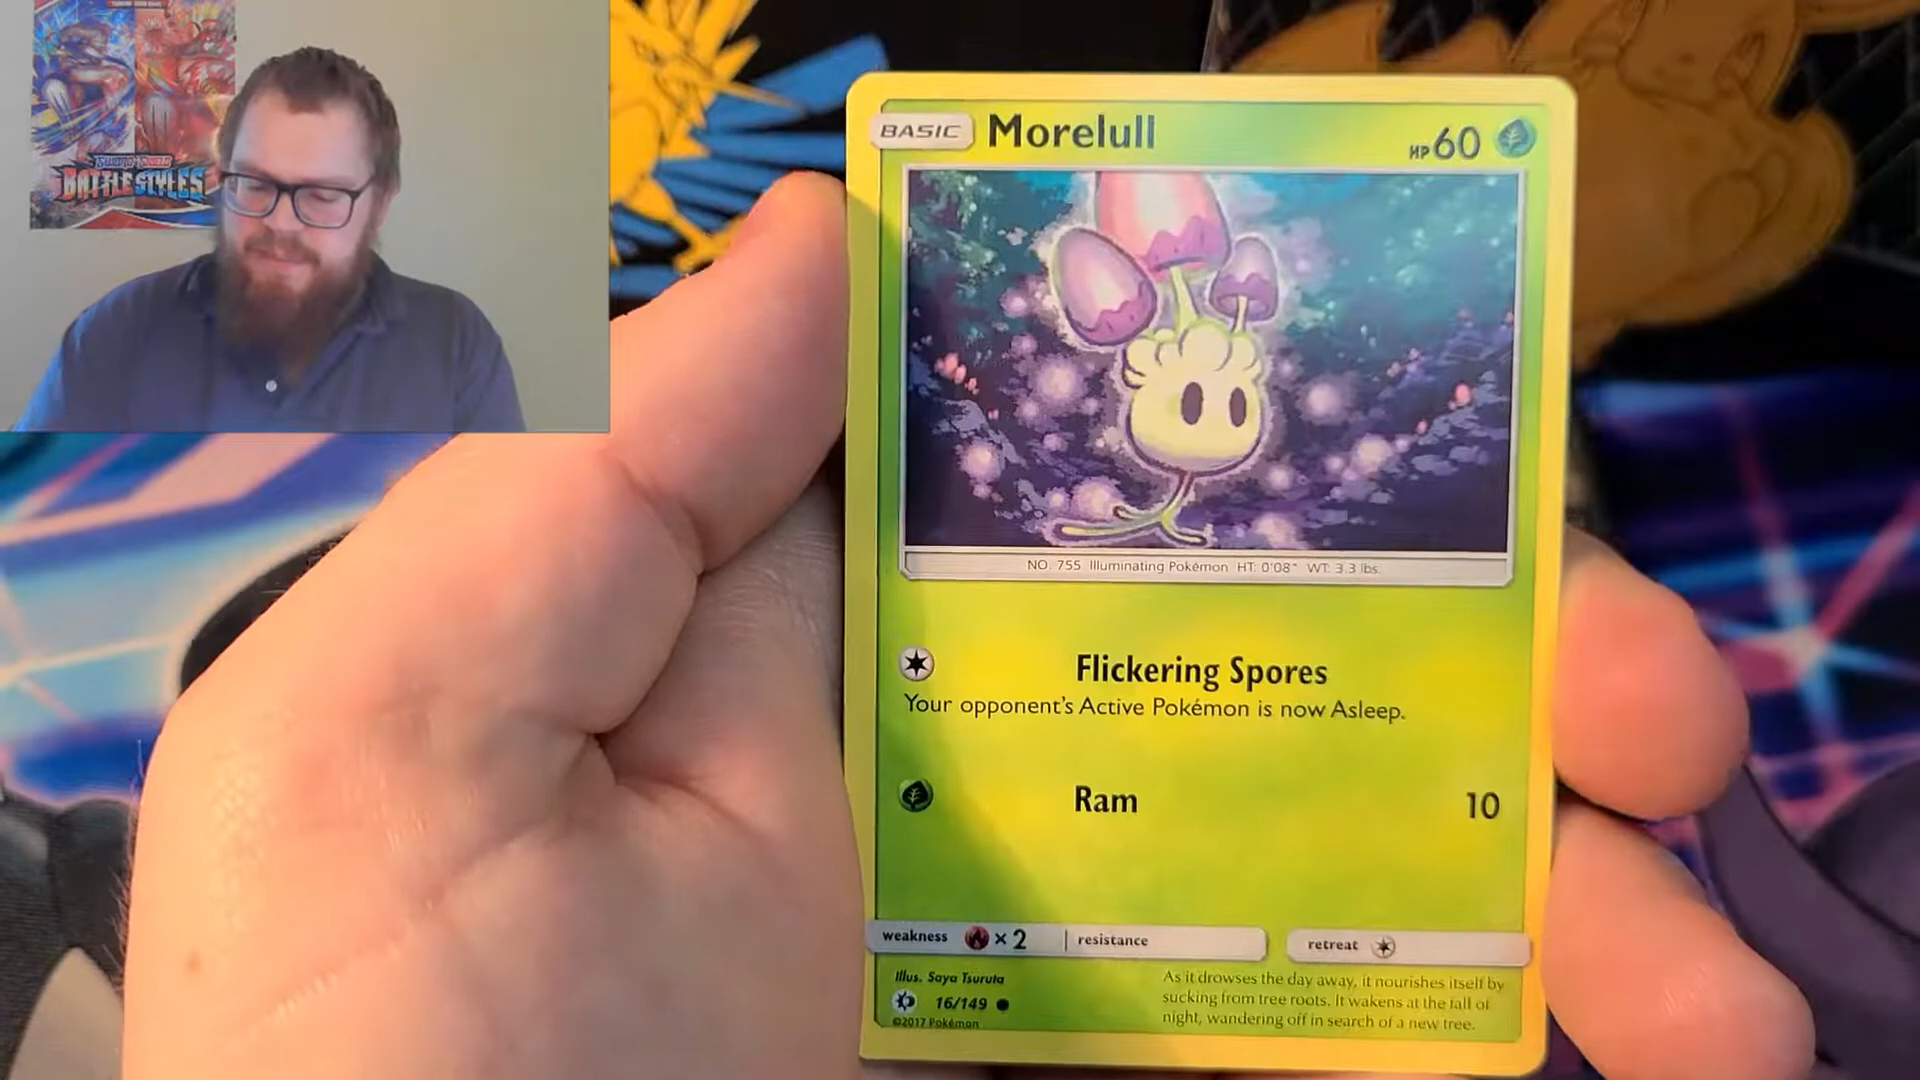 BATTLE STYLES
BASIC Morelull HP 60
NO. 755 Illuminating Pokémon HT: 0'08" WT: 3.3 lbs.
Flickering Spores
Your opponent's Active Pokémon is now Asleep.
Ram 10
weakness ×2 resistance retreat
Illus. Saya Tsuruta
16/149
©2017 Pokémon
As it drowses the day away, it nourishes itself by
sucking from tree roots. It wakens at the fall of
night, wandering off in search of a new tree.